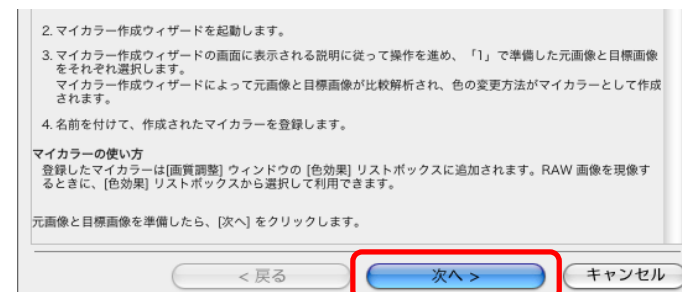 2. マイカラー作成ウィザードを起動します。
3. マイカラー作成ウィザードの画面に表示される説明に従って操作を進め、「1」で準備した元画像と目標画像
をそれぞれ選択します。
マイカラー作成ウィザードによって元画像と目標画像が比較解析され、色の変更方法がマイカラーとして作成
されます。
4. 名前を付けて、作成されたマイカラーを登録します。
マイカラーの使い方
登録したマイカラーは[画質調整] ウィンドウの [色効果] リストボックスに追加されます。RAW 画像を現像す
るときに、[色効果] リストボックスから選択して利用できます。
元画像と目標画像を準備したら、[次へ] をクリックします。
< 戻る 次へ > キャンセル